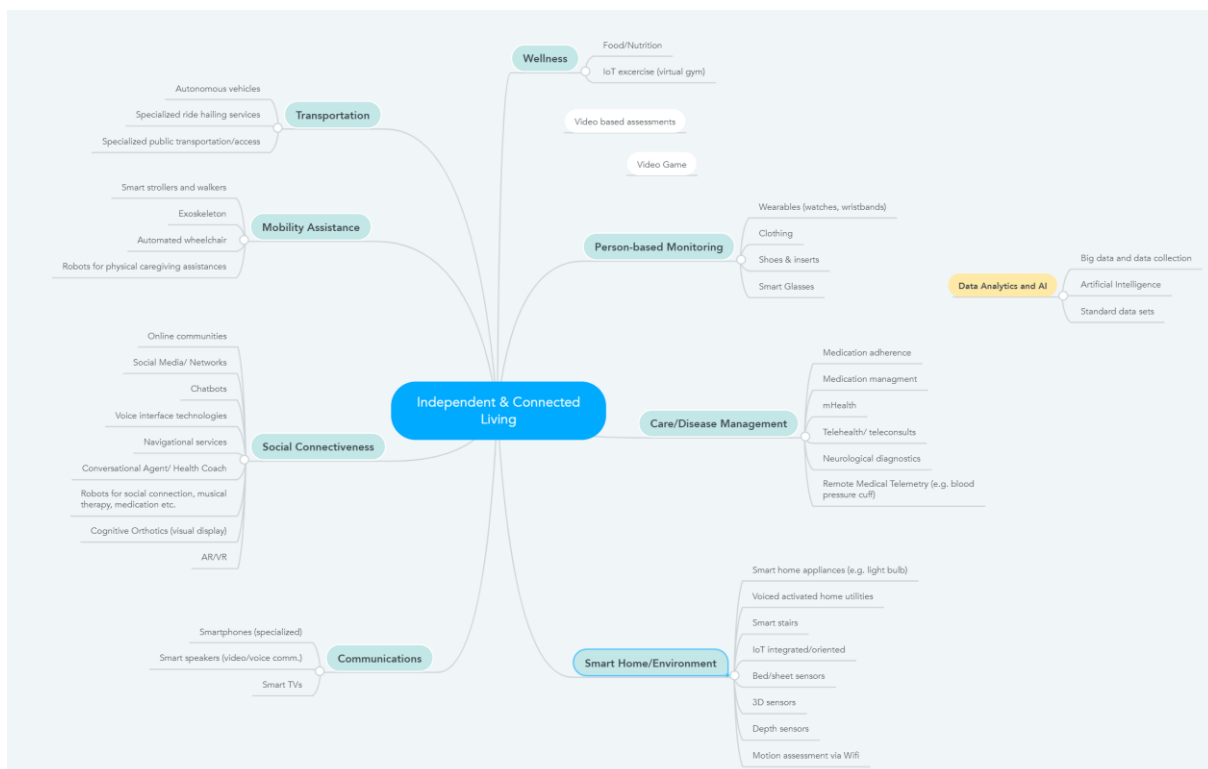 Independent & Connected
Living
Wellness
Food/Nutrition
IoT excercise (virtual gym)
Video based assessments
Video Game
Person-based Monitoring
Wearables (watches, wristbands)
Clothing
Shoes & inserts
Smart Glasses
Data Analytics and AI
Big data and data collection
Artificial Intelligence
Standard data sets
Care/Disease Management
Medication adherence
Medication managment
mHealth
Telehealth/ teleconsults
Neurological diagnostics
Remote Medical Telemetry (e.g. blood
pressure cuff)
Smart Home/Environment
Smart home appliances (e.g. light bulb)
Voiced activated home utilities
Smart stairs
IoT integrated/oriented
Bed/sheet sensors
3D sensors
Depth sensors
Motion assessment via Wifi
Transportation
Autonomous vehicles
Specialized ride hailing services
Specialized public transportation/access
Mobility Assistance
Smart strollers and walkers
Exoskeleton
Automated wheelchair
Robots for physical caregiving assistances
Social Connectiveness
Online communities
Social Media/ Networks
Chatbots
Voice interface technologies
Navigational services
Conversational Agent/ Health Coach
Robots for social connection, musical
therapy, medication etc.
Cognitive Orthotics (visual display)
AR/VR
Communications
Smartphones (specialized)
Smart speakers (video/voice comm.)
Smart TVs